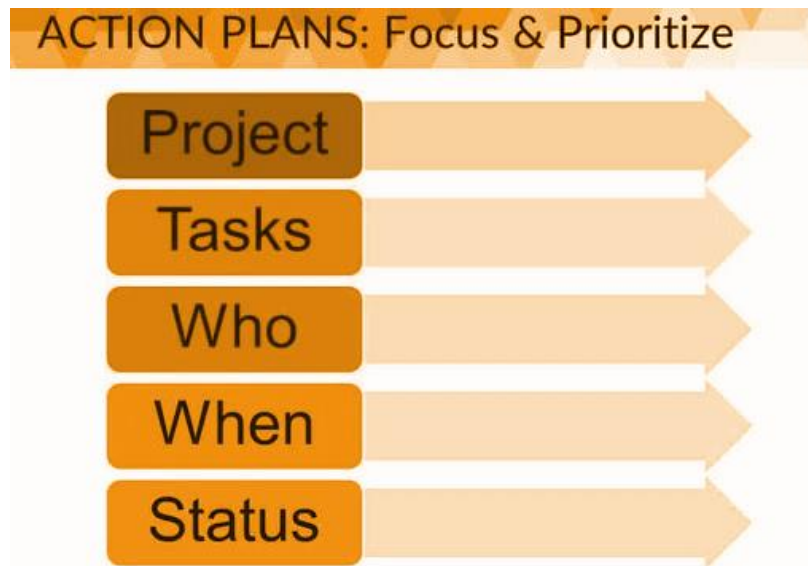 ACTION PLANS: Focus & Prioritize
Project
Tasks
Who
When
Status